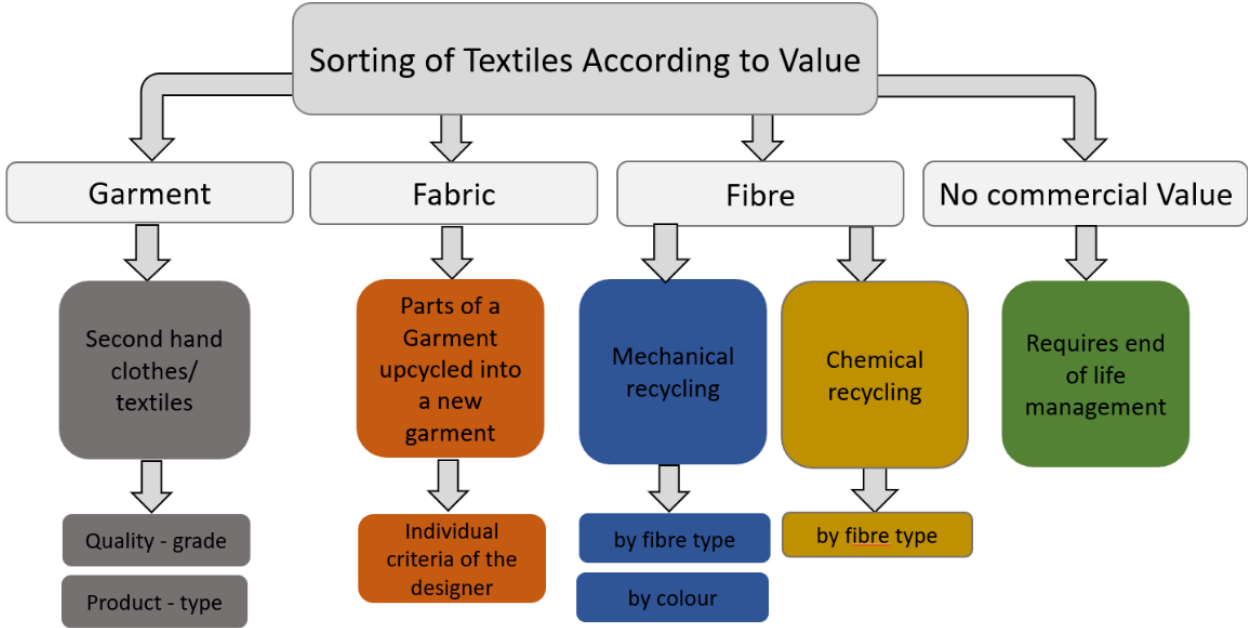 Sorting of Textiles According to Value
Garment
Fabric
Fibre
No commercial Value
Second hand
clothes/
textiles
Parts of a
Garment
upcycled into
a new
garment
Mechanical
recycling
Chemical
recycling
Requires end
of life
management
Quality - grade
Product - type
Individual
criteria of the
designer
by fibre type
by colour
by fibre type